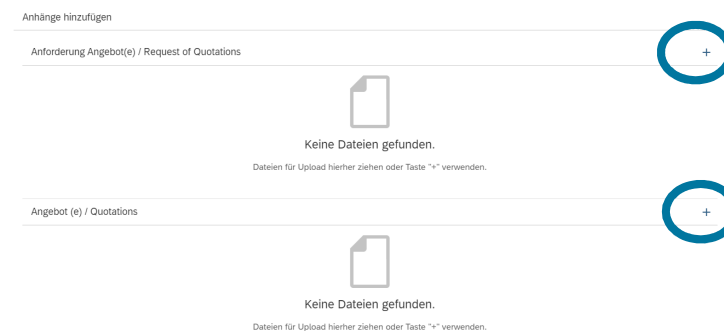 Anhänge hinzufügen
Anforderung Angebot(e) / Request of Quotations +
Keine Dateien gefunden.
Dateien für Upload hierher ziehen oder Taste "+" verwenden.
Angebot (e) / Quotations +
Keine Dateien gefunden.
Dateien für Upload hierher ziehen oder Taste "+" verwenden.